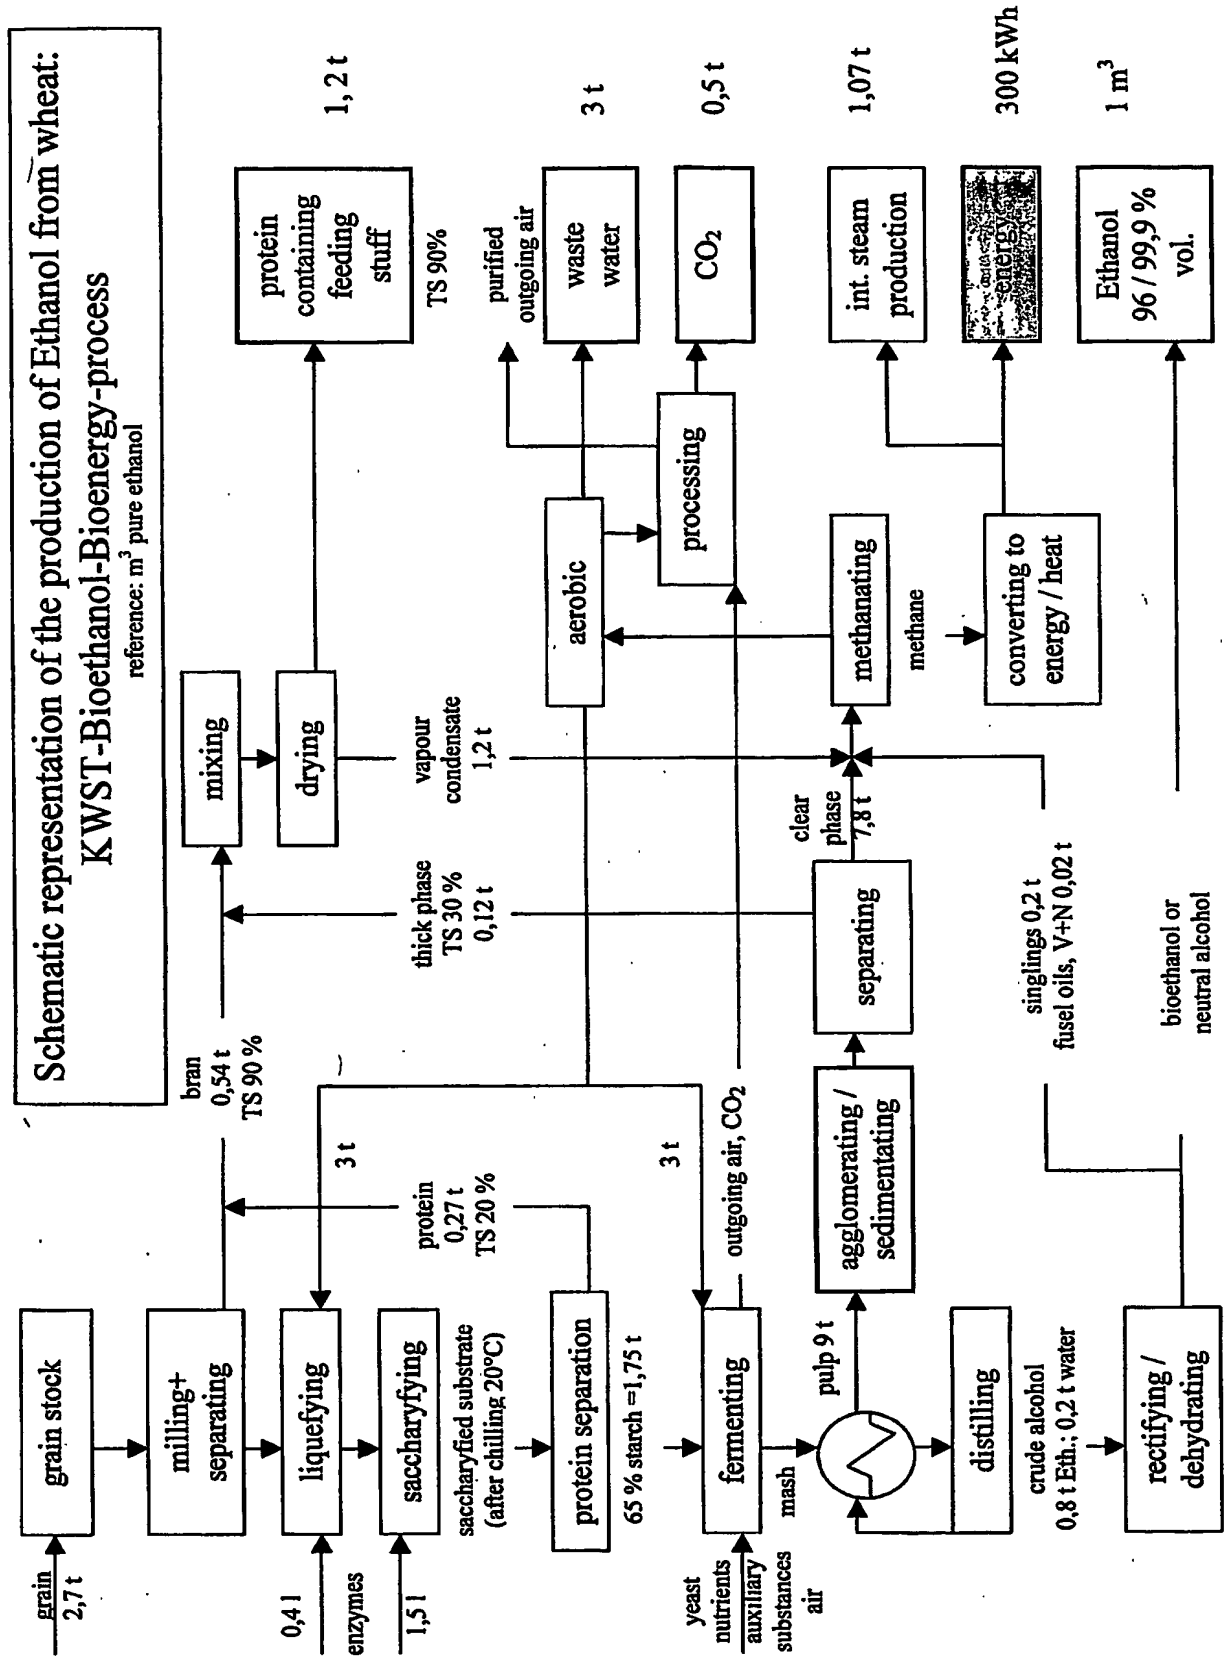 Schematic representation of the production of Ethanol from wheat:
KWST-Bioethanol-Bioenergy-process
reference: m³ pure ethanol
grain
2,7 t
grain stock
milling+
separating
bran
0,54 t
TS 90 %
mixing
drying
protein
containing
feeding
stuff
TS 90%
1,2 t
0,4 l
enzymes
1,5 l
liquefying
saccharyfying
3 t
protein
0,27 t
TS 20 %
thick phase
TS 30 %
0,12 t
vapour
condensate
1,2 t
purified
outgoing air
saccharyfied substrate
(after chilling 20°C)
protein separation
65 % starch = 1,75 t
aerobic
waste
water
3 t
3 t
processing
CO₂
0,5 t
yeast
nutrients
auxiliary
substances
air
fermenting
outgoing air, CO₂
mash
pulp 9 t
agglomerating /
sedimentating
separating
clear
phase
7,8 t
methanating
methane
int. steam
production
1,07 t
distilling
converting to
energy / heat
energy
300 kWh
crude alcohol
0,8 t Eth.; 0,2 t water
singlings 0,2 t
fusel oils, V+N 0,02 t
rectifying /
dehydrating
bioethanol or
neutral alcohol
Ethanol
96 / 99,9 %
vol.
1 m³